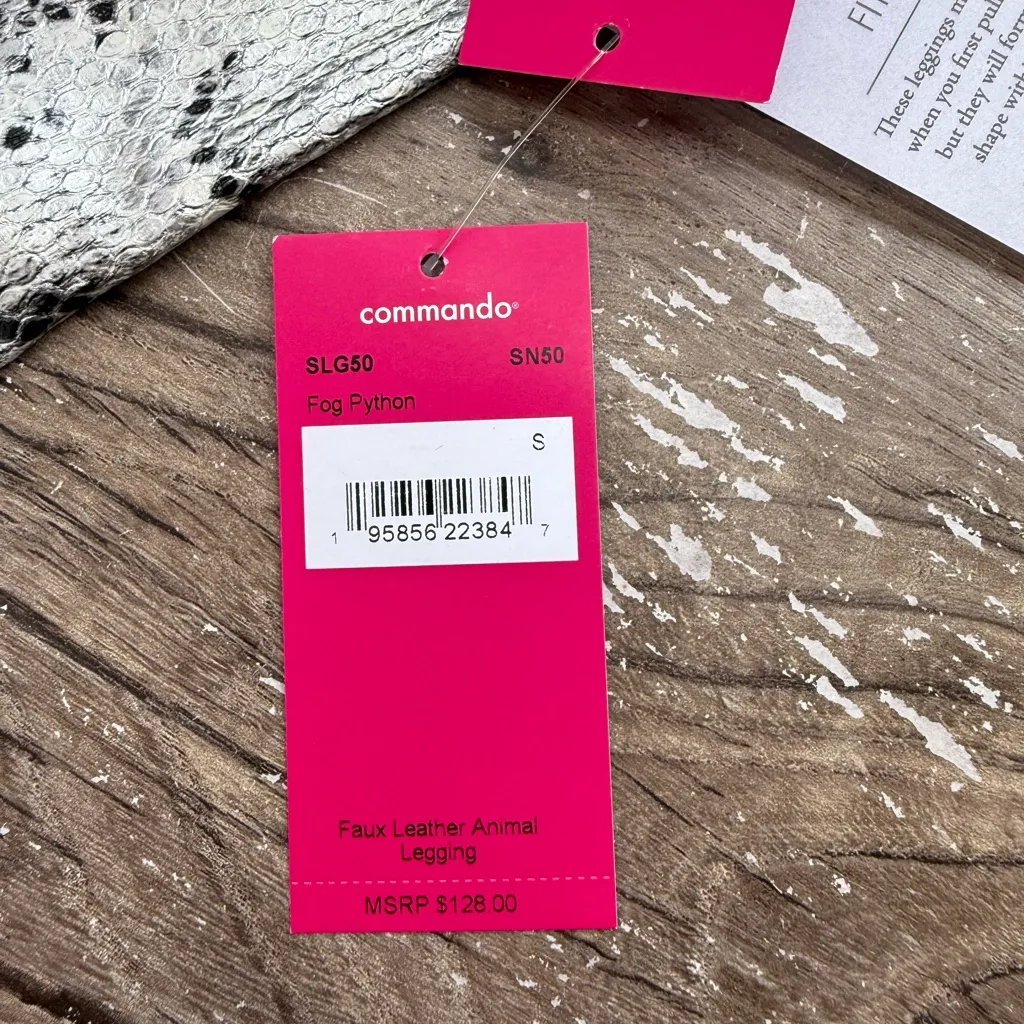 These leggings m
when you first pul
but they will for
shape wit
commando®
SLG50 SN50
Fog Python
S
1 95856 22384 7
Faux Leather Animal
Legging
MSRP $128.00